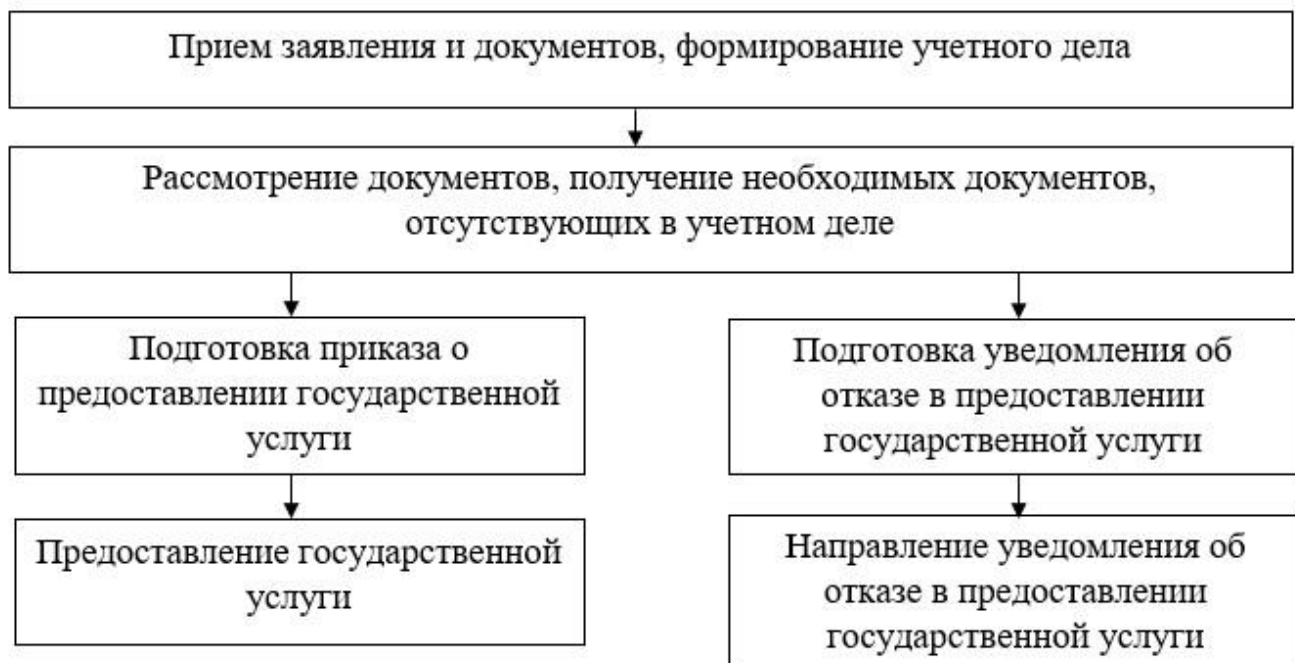 Прием заявления и документов, формирование учетного дела
Рассмотрение документов, получение необходимых документов,
отсутствующих в учетном деле
Подготовка приказа о
предоставлении государственной
услуги
Подготовка уведомления об
отказе в предоставлении
государственной услуги
Предоставление государственной
услуги
Направление уведомления об
отказе в предоставлении
государственной услуги